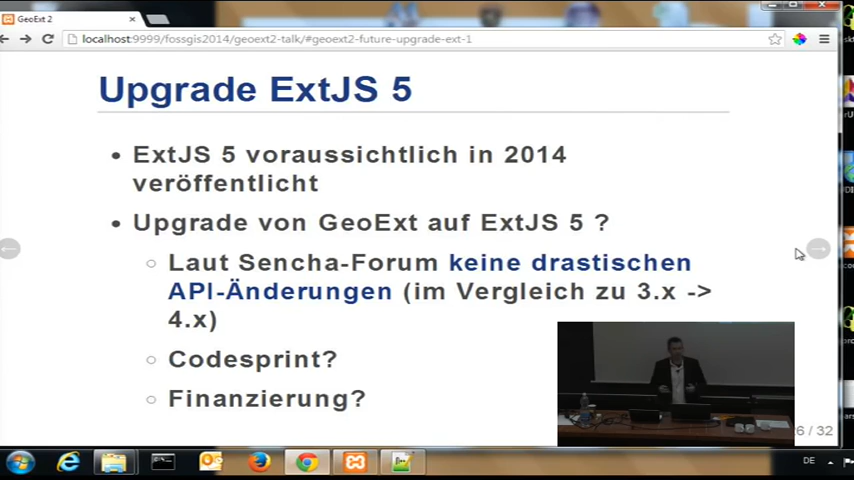 GeoExt 2
localhost:9999/fossgis2014/geoext2-talk/#geoext2-future-upgrade-ext-1
Upgrade ExtJS 5
• ExtJS 5 voraussichtlich in 2014
veröffentlicht
• Upgrade von GeoExt auf ExtJS 5 ?
Laut Sencha-Forum keine drastischen
API-Änderungen (im Vergleich zu 3.x ->
4.x)
Codesprint?
Finanzierung?
6 / 32
DE